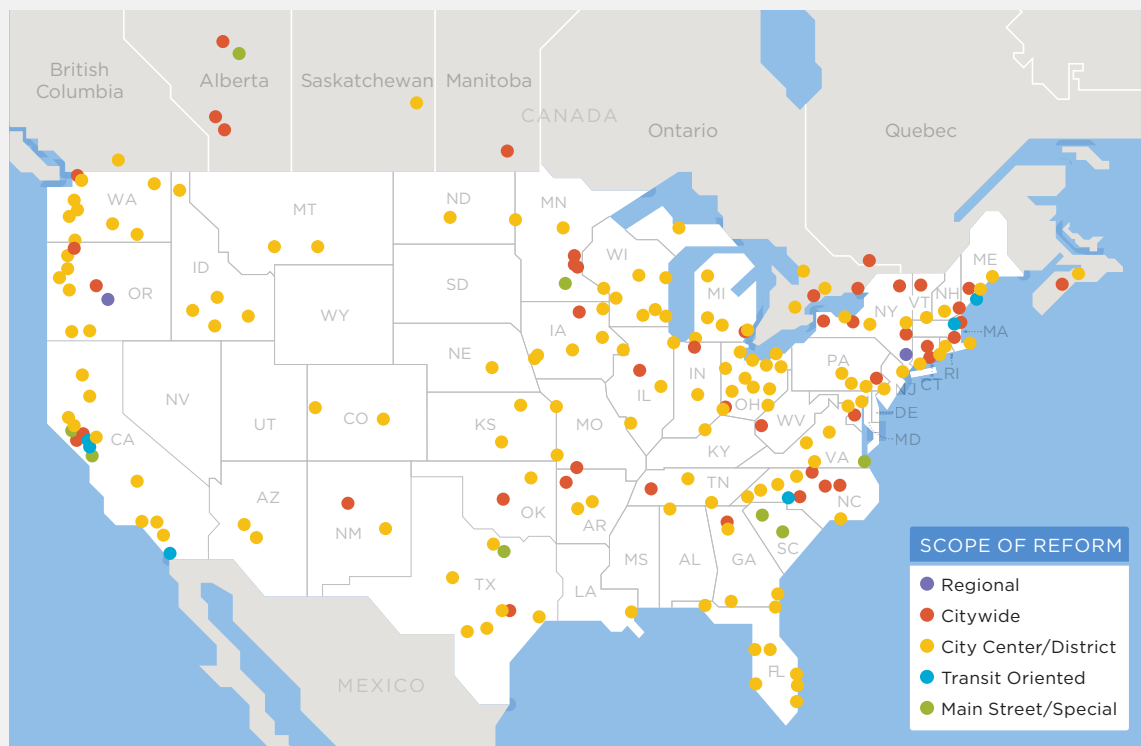 British
Columbia
Alberta
Saskatchewan
Manitoba
CANADA
Ontario
Quebec
WA
MT
ND
MN
ME
OR
ID
SD
WI
MI
NY
VT
NH
MA
WY
IA
NE
PA
RI
CT
NJ
NV
UT
CO
IL
IN
OH
DE
MD
CA
KS
MO
WV
KY
VA
AZ
NM
OK
AR
TN
NC
TX
LA
MS
AL
GA
SC
FL
MEXICO
SCOPE OF REFORM
Regional
Citywide
City Center/District
Transit Oriented
Main Street/Special